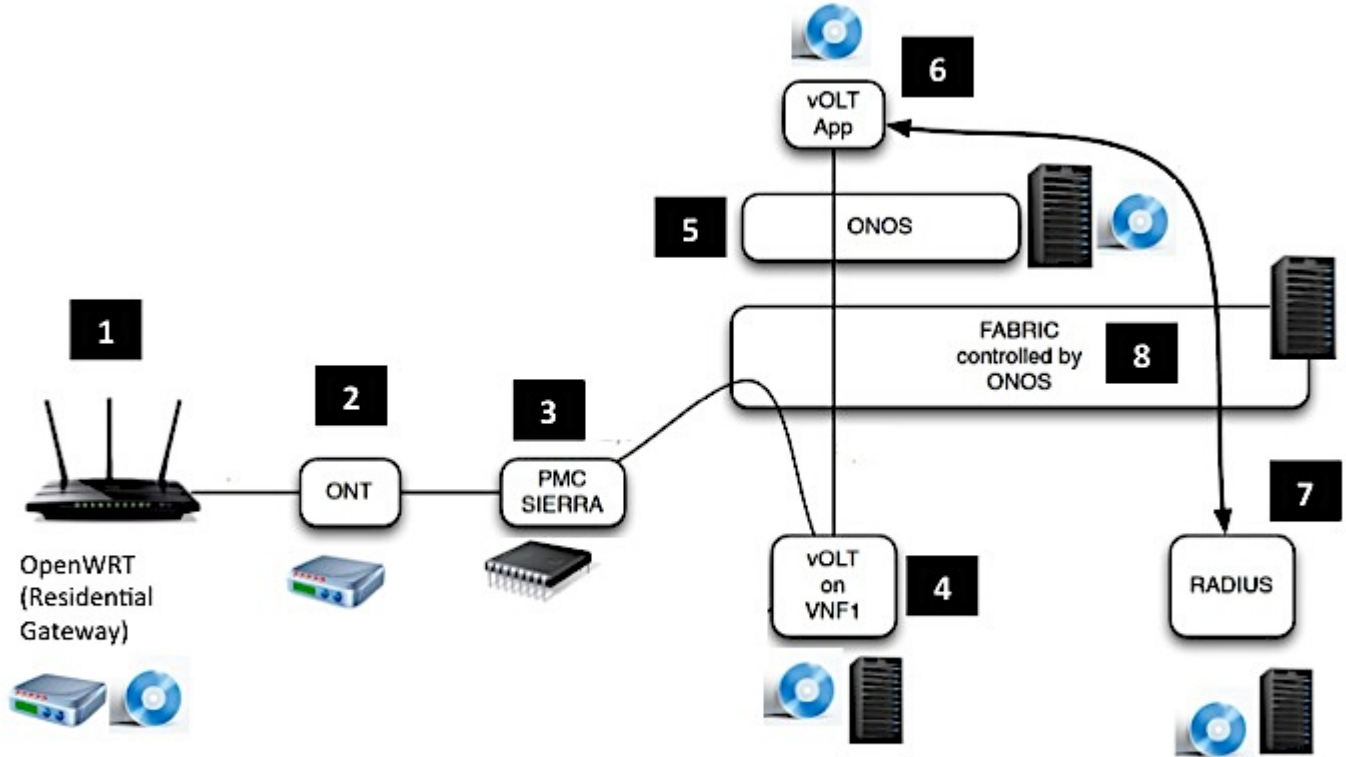 6
vOLT
App
5
ONOS
1
FABRIC
controlled by
ONOS
8
2
3
ONT
PMC
SIERRA
7
OpenWRT
(Residential
Gateway)
vOLT
on
VNF1
4
RADIUS